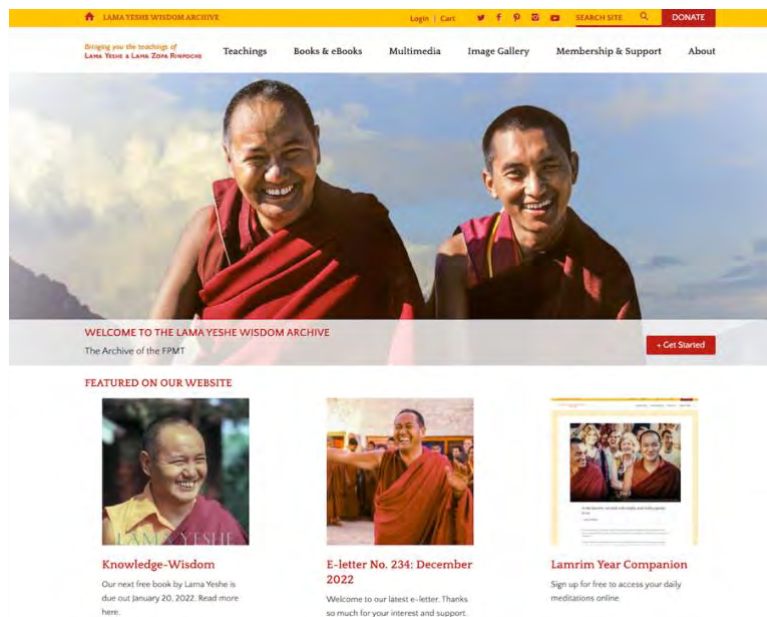 LAMA YESHE WISDOM ARCHIVE
Login | Cart
SEARCH SITE
DONATE
Bringing you the teachings of
LAMA YESHE & LAMA ZOPA RINPOCHE
Teachings
Books & eBooks
Multimedia
Image Gallery
Membership & Support
About
WELCOME TO THE LAMA YESHE WISDOM ARCHIVE
The Archive of the FPMT
+ Get Started
FEATURED ON OUR WEBSITE
LAMA YESHE
Knowledge-Wisdom
Our next free book by Lama Yeshe is
due out January 20, 2022. Read more
here.
E-letter No. 234: December
2022
Welcome to our latest e-letter. Thanks
so much for your interest and support.
Lamrim Year Companion
Sign up for free to access your daily
meditations online.